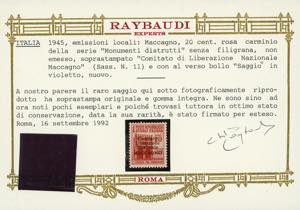 RAYBAUDI
EXPERTS
ITALIA 1945, emissioni locali: Maccagno, 20 cent. rosa carminio
della serie "Monumenti distrutti" senza filigrana, non
emesso, soprastampato "Comitato di Liberazione Nazionale
Maccagno" (Sass. N. 11) e con al verso bollo "Saggio" in
violetto, nuovo.
A nostro parere il raro saggio qui sotto fotograficamente ripro-
dotto ha soprastampa originale e gomma integra. Me ne sono sino ad
ora noti pochi esemplari e poiché trovasi tuttora in ottimo stato
di conservazione, data la sua rarità, è stato firmato per esteso.
Roma, 16 settembre 1992
ROMA